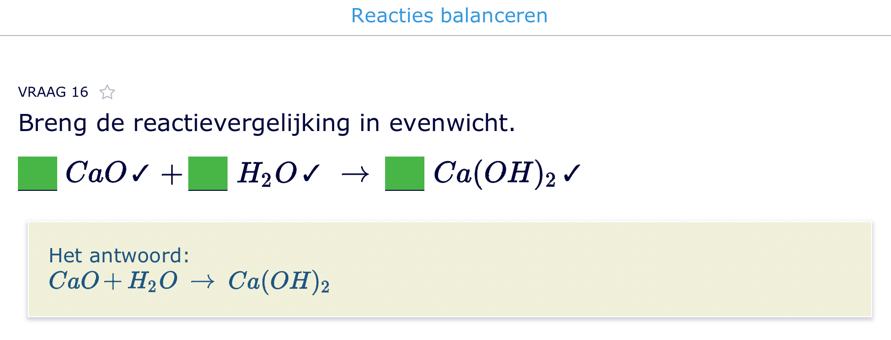 Reacties balanceren
VRAAG 16
Breng de reactievergelijking in evenwicht.
CaO ✓ + H₂O ✓ → Ca(OH)₂ ✓
Het antwoord:
CaO + H₂O → Ca(OH)₂